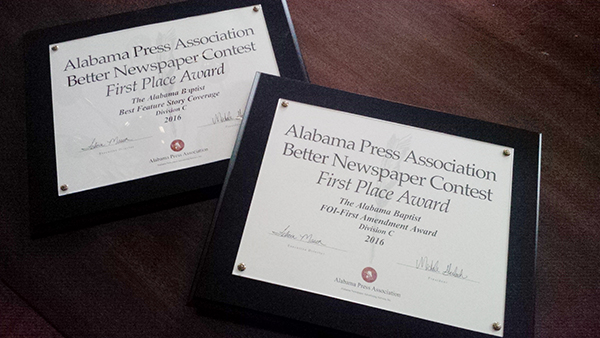 Alabama Press Association
Better Newspaper Contest
First Place Award
The Alabama Baptist
Best Feature Story Coverage
Division C
2016
Alabama Press Association
Alabama Press Association
Better Newspaper Contest
First Place Award
The Alabama Baptist
FOI-First Amendment Award
Division C
2016
Alabama Press Association